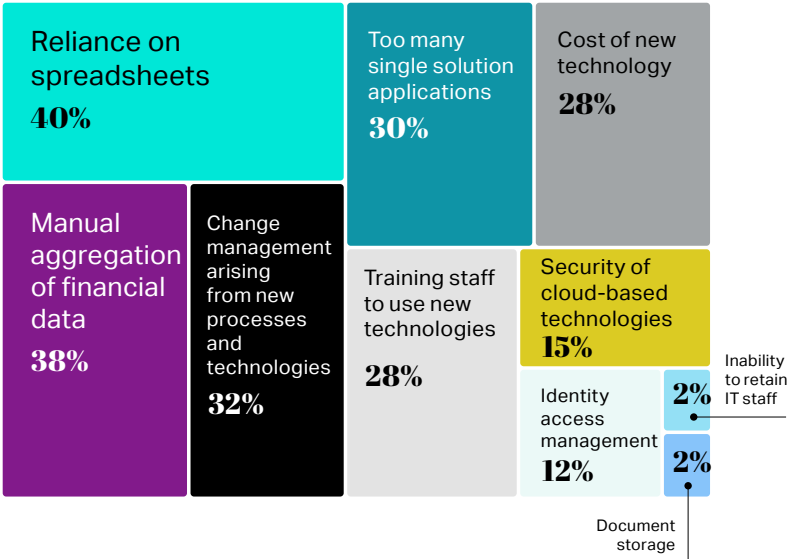 Reliance on
spreadsheets
40%
Too many
single solution
applications
30%
Cost of new
technology
28%
Manual
aggregation
of financial
data
38%
Change
management
arising
from new
processes
and
technologies
32%
Training staff
to use new
technologies
28%
Security of
cloud-based
technologies
15%
Identity
access
management
12%
2%
Inability
to retain
IT staff
2%
Document
storage